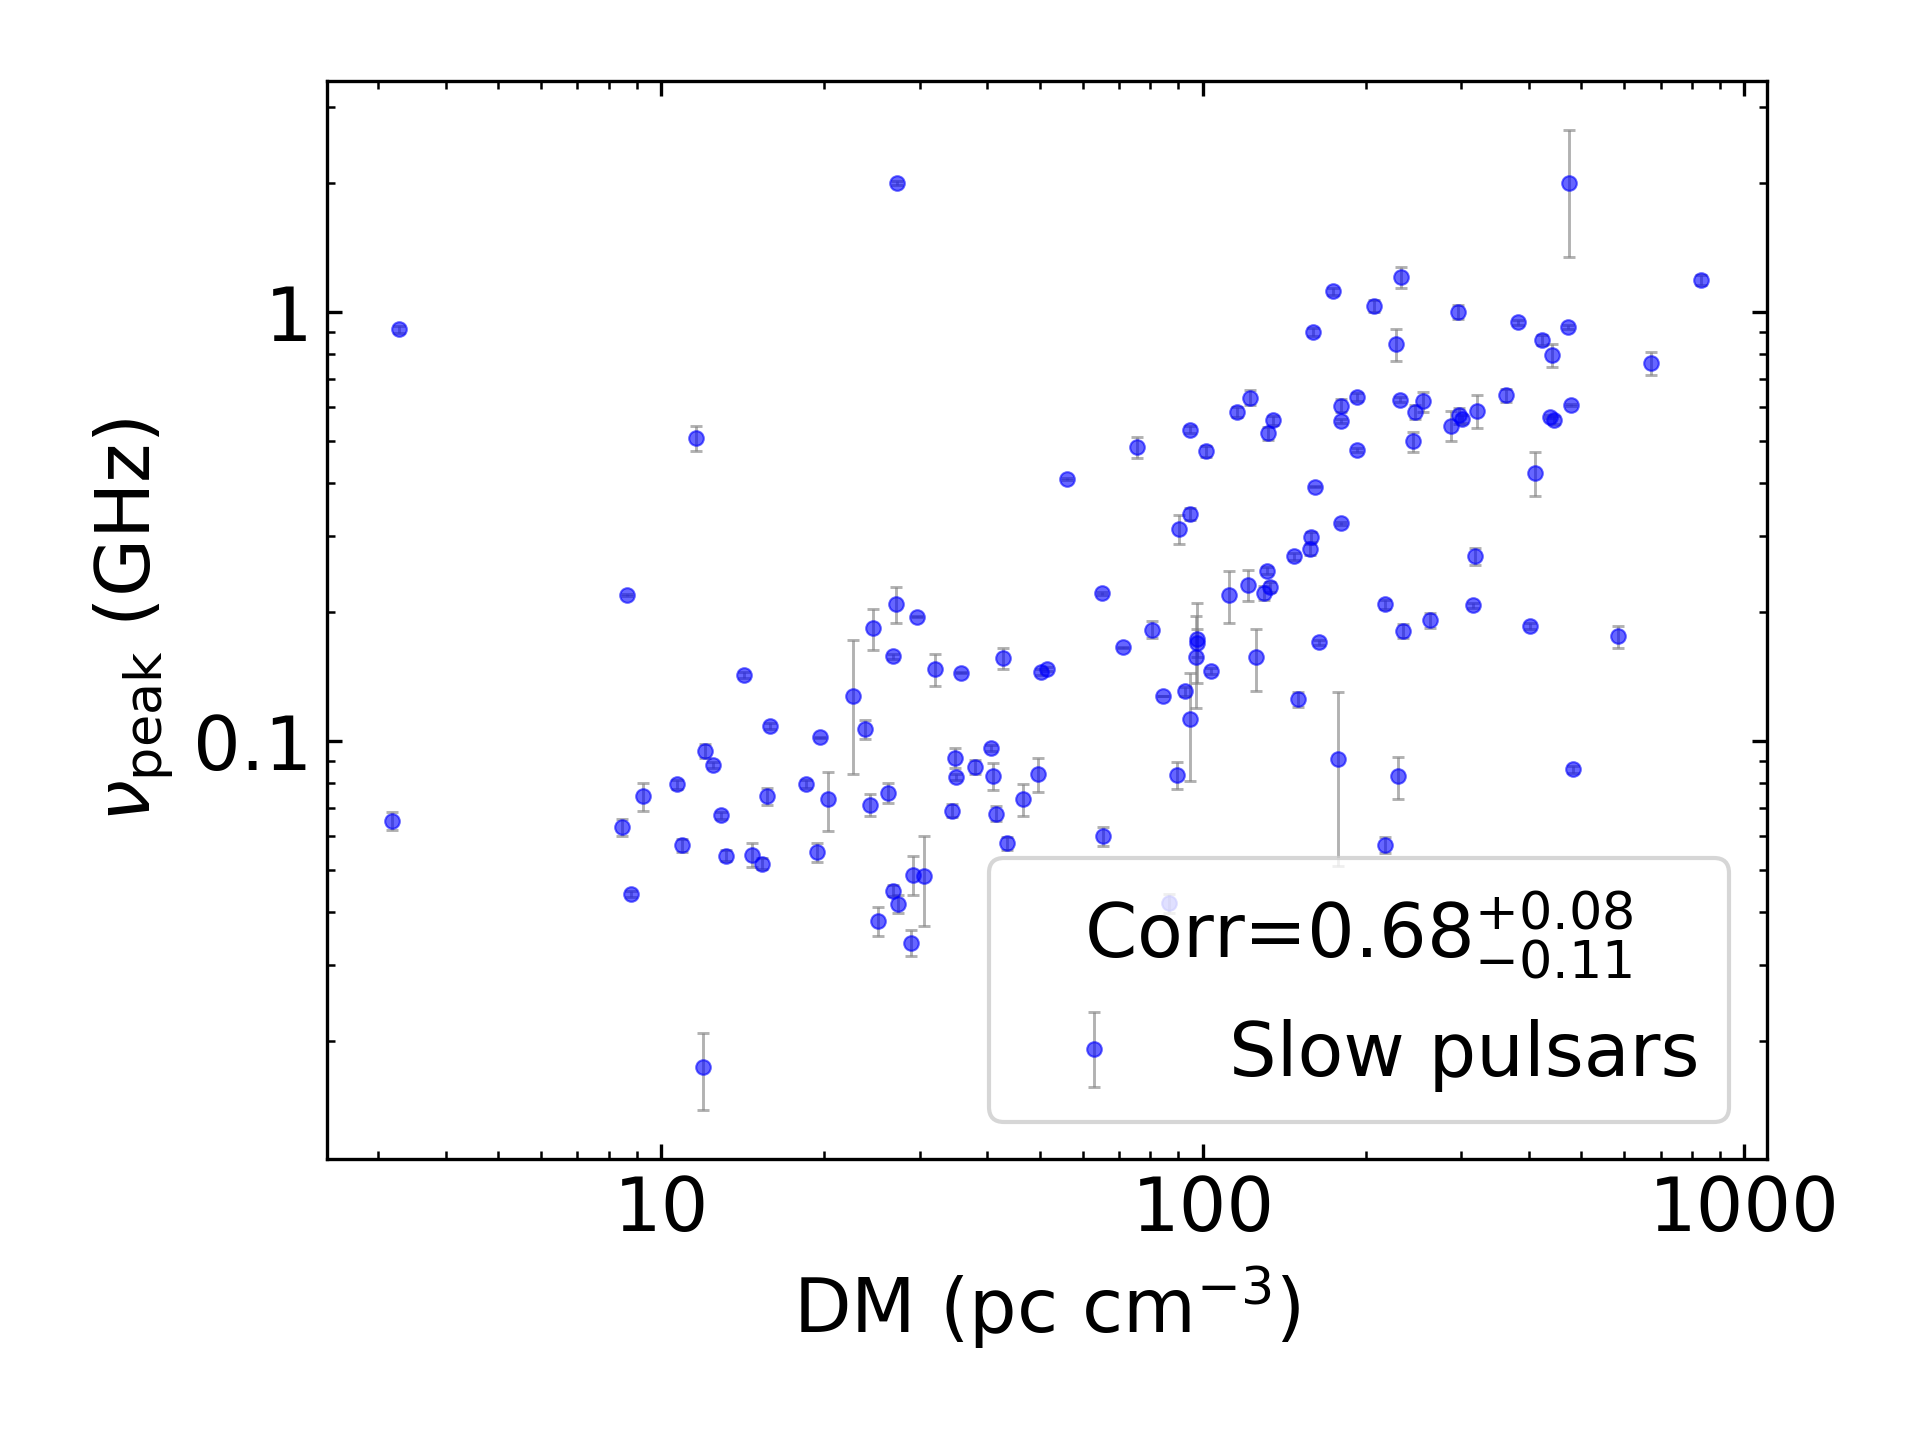 ν_peak (GHz)
1
0.1
Corr=0.68^{+0.08}_{−0.11}
Slow pulsars
10 100 1000
DM (pc cm⁻³)